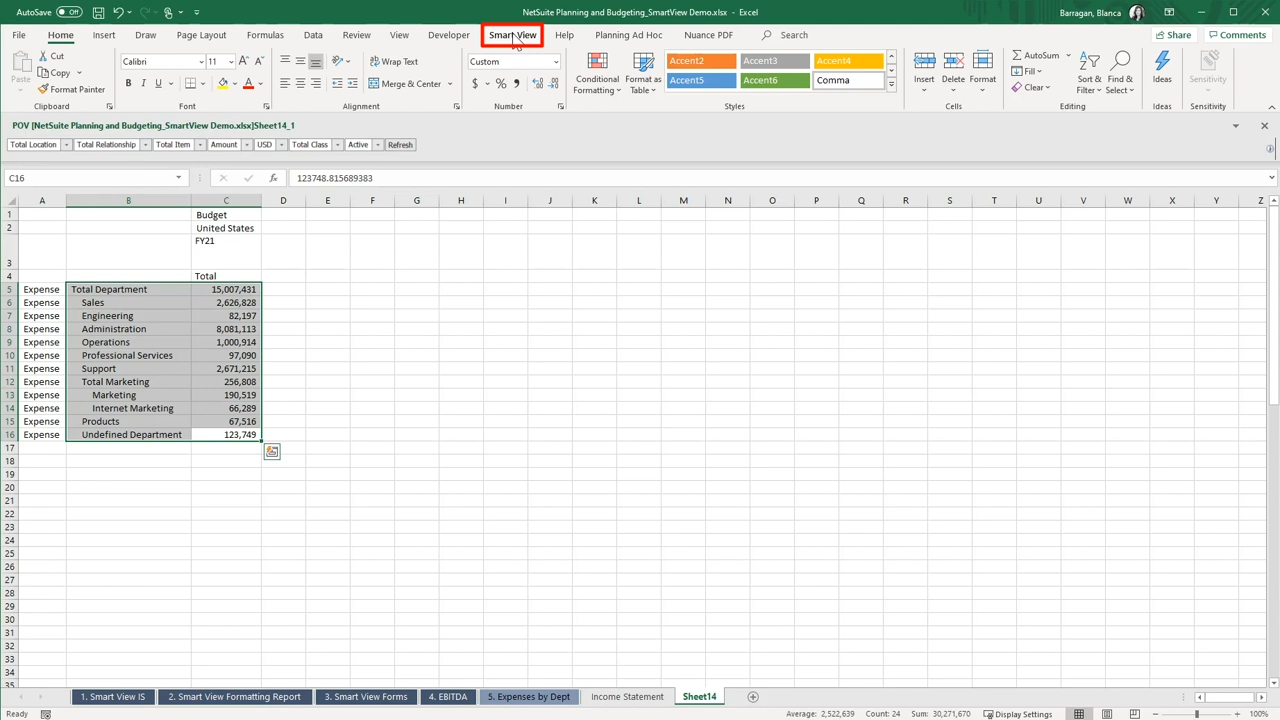 AutoSave Off NetSuite Planning and Budgeting_SmartView Demo.xlsx - Excel Barragan, Blanca
File Home Insert Draw Page Layout Formulas Data Review View Developer Smart View Help Planning Ad Hoc Nuance PDF Search Share Comments
Paste Cut Copy Format Painter
Calibri 11 A A
B I U A
Wrap Text
Merge & Center
Custom
$ % ,
Conditional Formatting Format as Table
Accent2 Accent3 Accent4
Accent5 Accent6 Comma
Insert Delete Format
AutoSum
Fill
Clear
Sort & Filter Find & Select Ideas Sensitivity
Clipboard Font Alignment Number Styles Cells Editing Ideas Sensitivity
POV [NetSuite Planning and Budgeting_SmartView Demo.xlsx]Sheet14_1
Total Location Total Relationship Total Item Amount USD Total Class Active Refresh
C16 fx 123748.815689383
A B C D E F G H I J K L M N O P Q R S T U V W X Y Z
1 Budget
2 United States
FY21
3
4 Total
5 Expense Total Department 15,007,431
6 Expense Sales 2,626,828
7 Expense Engineering 82,197
8 Expense Administration 8,081,113
9 Expense Operations 1,000,914
10 Expense Professional Services 97,090
11 Expense Support 2,671,215
12 Expense Total Marketing 256,808
13 Expense Marketing 190,519
14 Expense Internet Marketing 66,289
15 Expense Products 67,516
16 Expense Undefined Department 123,749
17
18
19
20
21
22
23
24
25
26
27
28
29
30
31
32
33
34
35
1. Smart View IS 2. Smart View Formatting Report 3. Smart View Forms 4. EBITDA 5. Expenses by Dept Income Statement Sheet14
Ready Average: 2,522,639 Count: 24 Sum: 30,271,670 Display Settings 100%